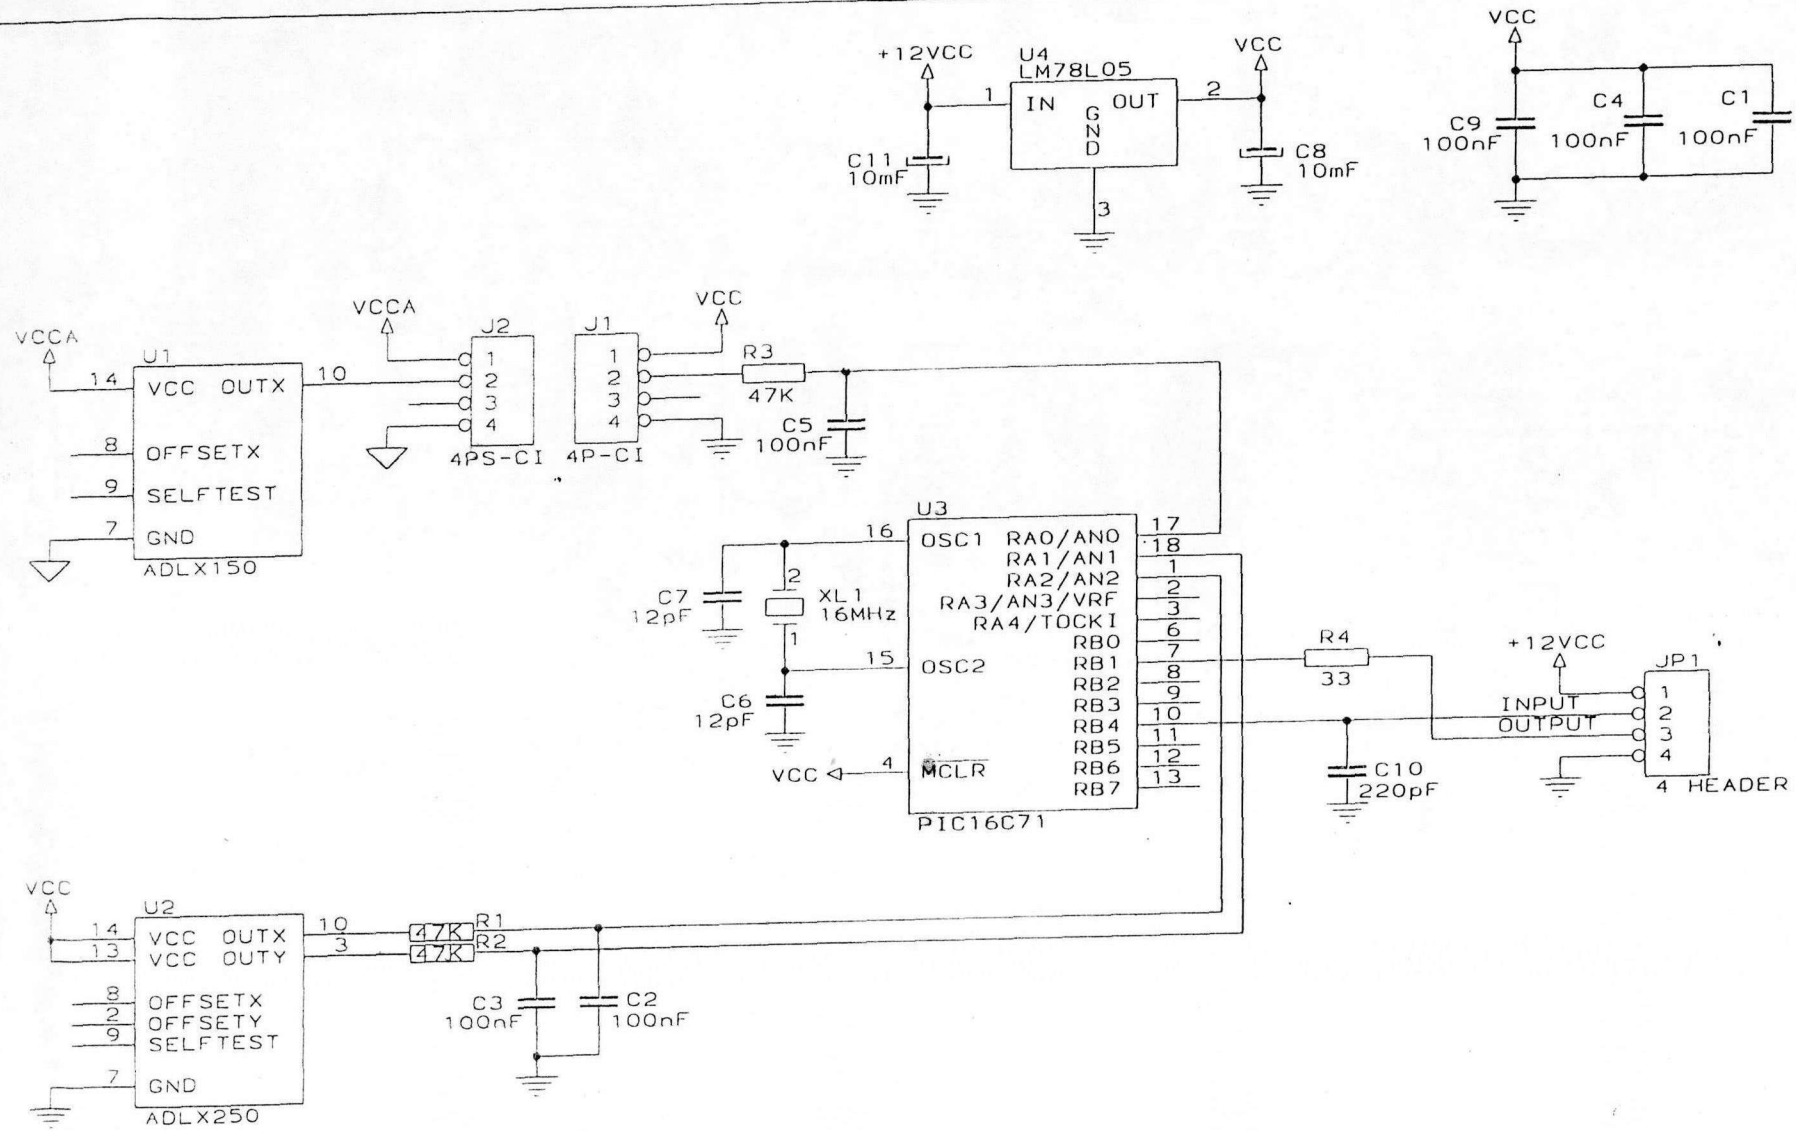 +12VCC
U4
LM78L05
1
IN
OUT
GND
2
3
VCC
C11
10mF
C8
10mF
VCC
C9
100nF
C4
100nF
C1
100nF
VCCA
U1
14
VCC
OUTX
10
8
OFFSETX
9
SELFTEST
7
GND
ADLX150
VCCA
J2
1
2
3
4
4PS-CI
J1
1
2
3
4
4P-CI
VCC
R3
47K
C5
100nF
U3
16
OSC1
15
OSC2
4
MCLR
VCC
RA0/AN0
17
RA1/AN1
18
RA2/AN2
1
RA3/AN3/VRF
2
RA4/TOCKI
3
RB0
6
RB1
7
RB2
8
RB3
9
RB4
10
RB5
11
RB6
12
RB7
13
PIC16C71
C7
12pF
2
XL1
16MHz
1
C6
12pF
R4
33
+12VCC
INPUT
OUTPUT
JP1
1
2
3
4
4 HEADER
C10
220pF
VCC
U2
14
VCC
OUTX
10
13
VCC
OUTY
3
8
OFFSETX
2
OFFSETY
9
SELFTEST
7
GND
ADLX250
47K
R1
47K
R2
C3
100nF
C2
100nF